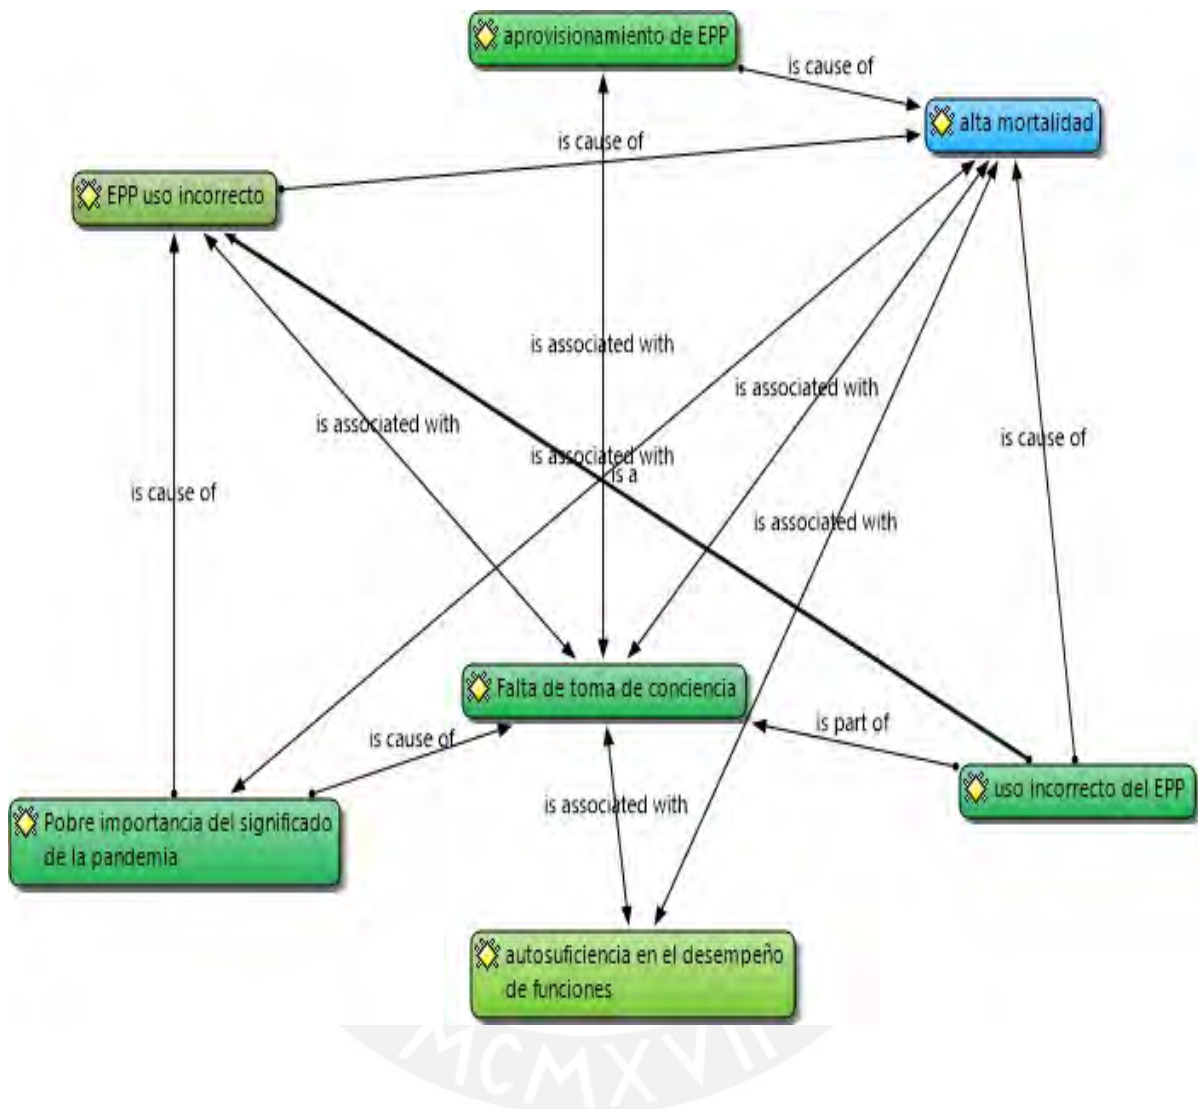 aprovisionamiento de EPP
is cause of
alta mortalidad
is cause of
EPP uso incorrecto
is associated with
is associated with
is associated with
is cause of
is associated with
is a
is cause of
is associated with
Falta de toma de conciencia
is part of
is cause of
uso incorrecto del EPP
is associated with
Pobre importancia del significado
de la pandemia
autosuficiencia en el desempeño
de funciones
MCMXVII